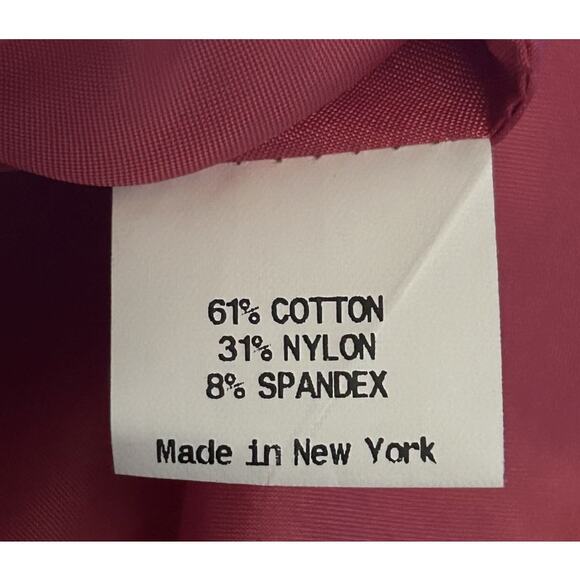 61% COTTON
31% NYLON
8% SPANDEX
Made in New York